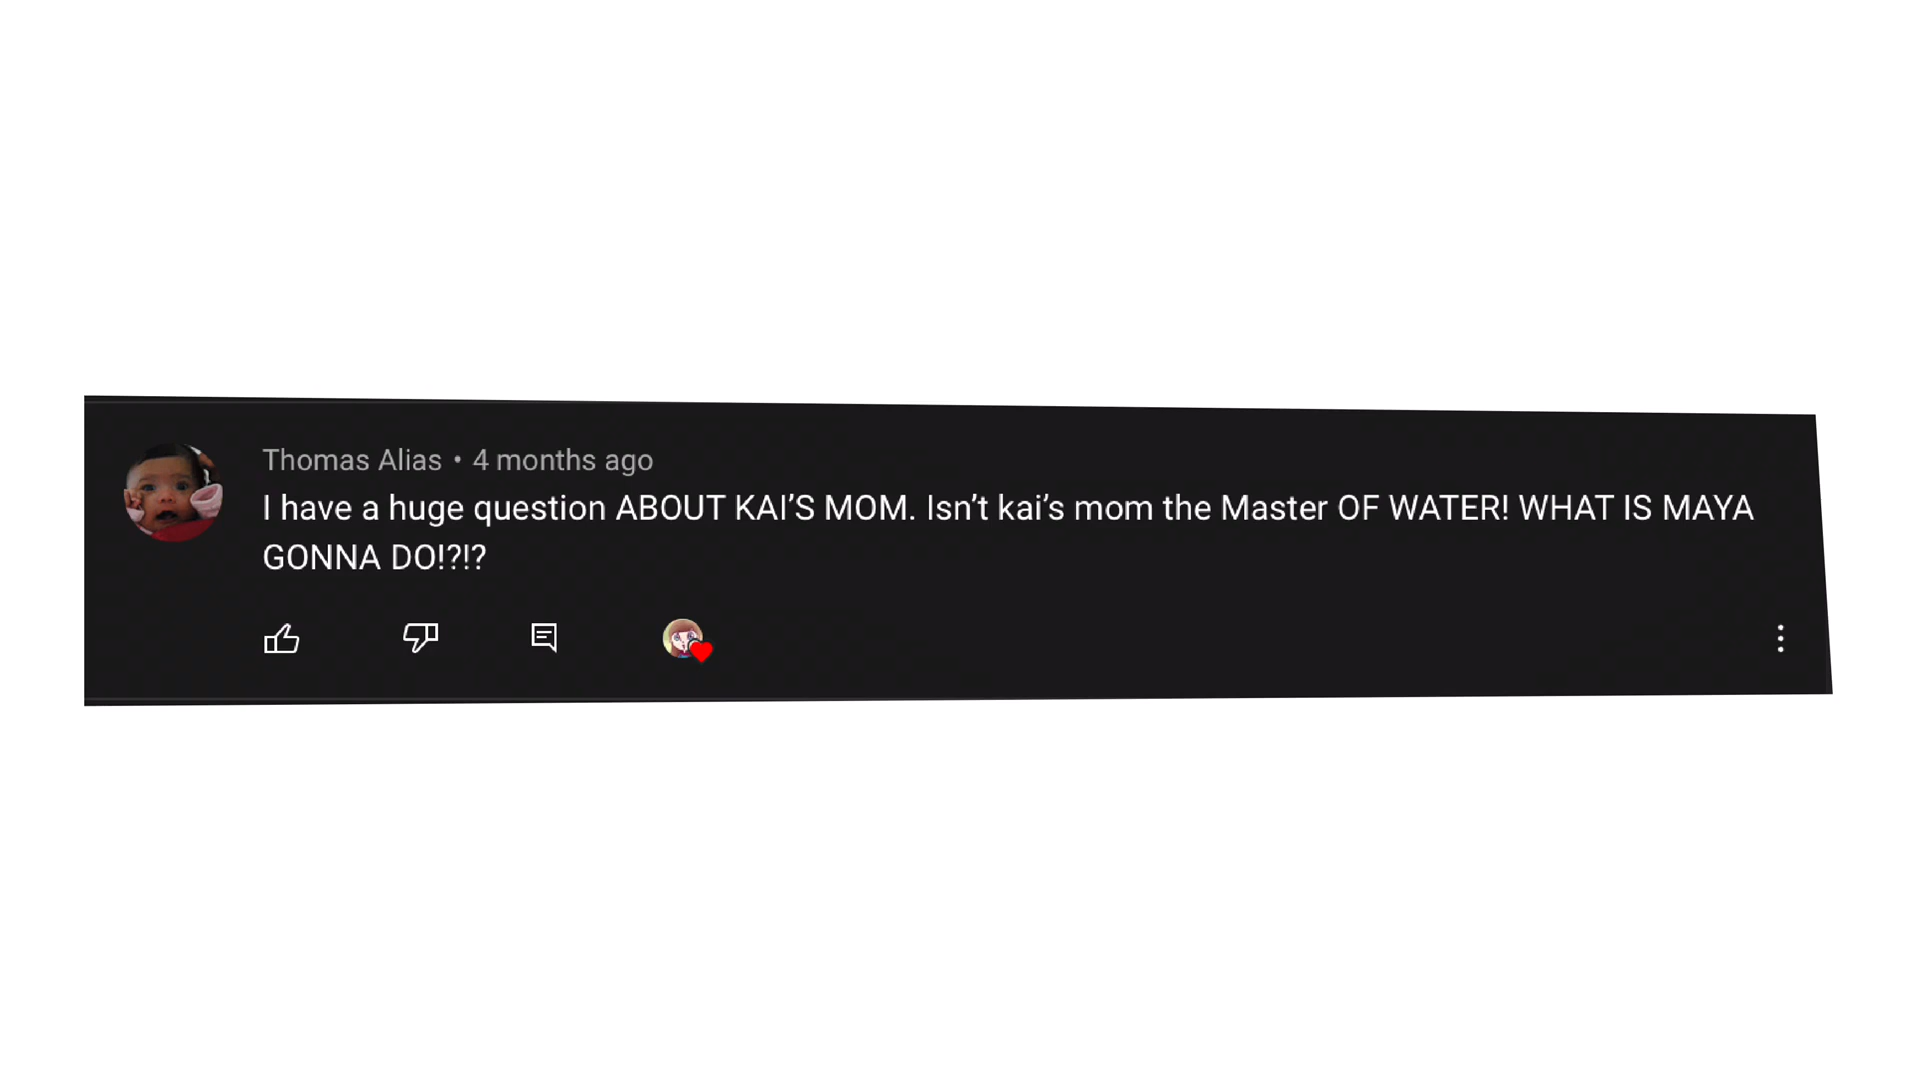 Thomas Alias • 4 months ago
I have a huge question ABOUT KAI’S MOM. Isn’t kai’s mom the Master OF WATER! WHAT IS MAYA
GONNA DO!?!?